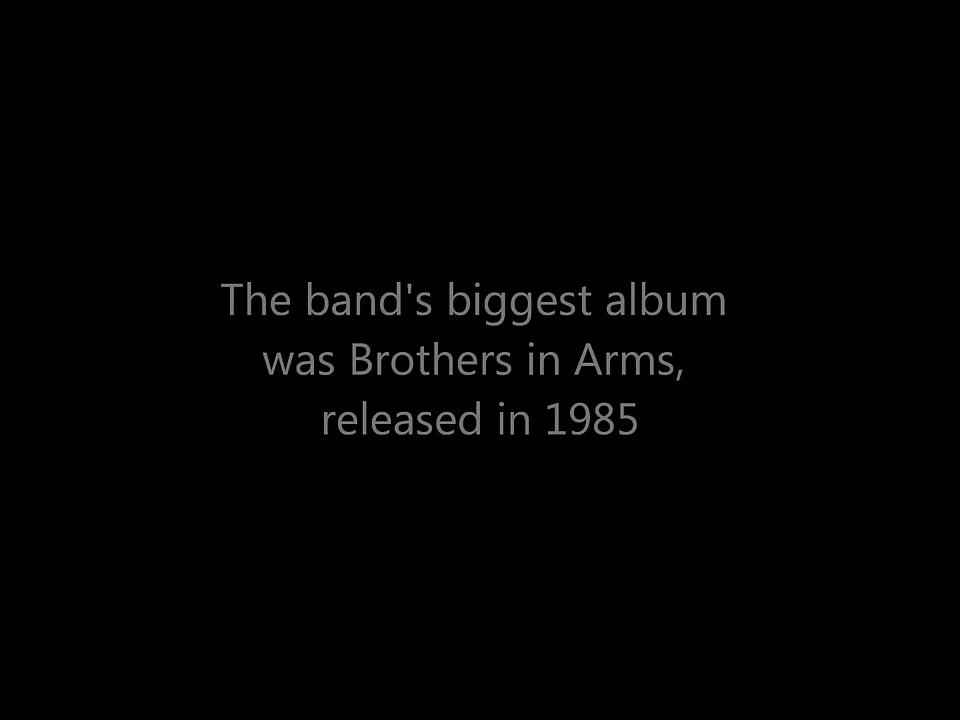 The band's biggest album
was Brothers in Arms,
released in 1985